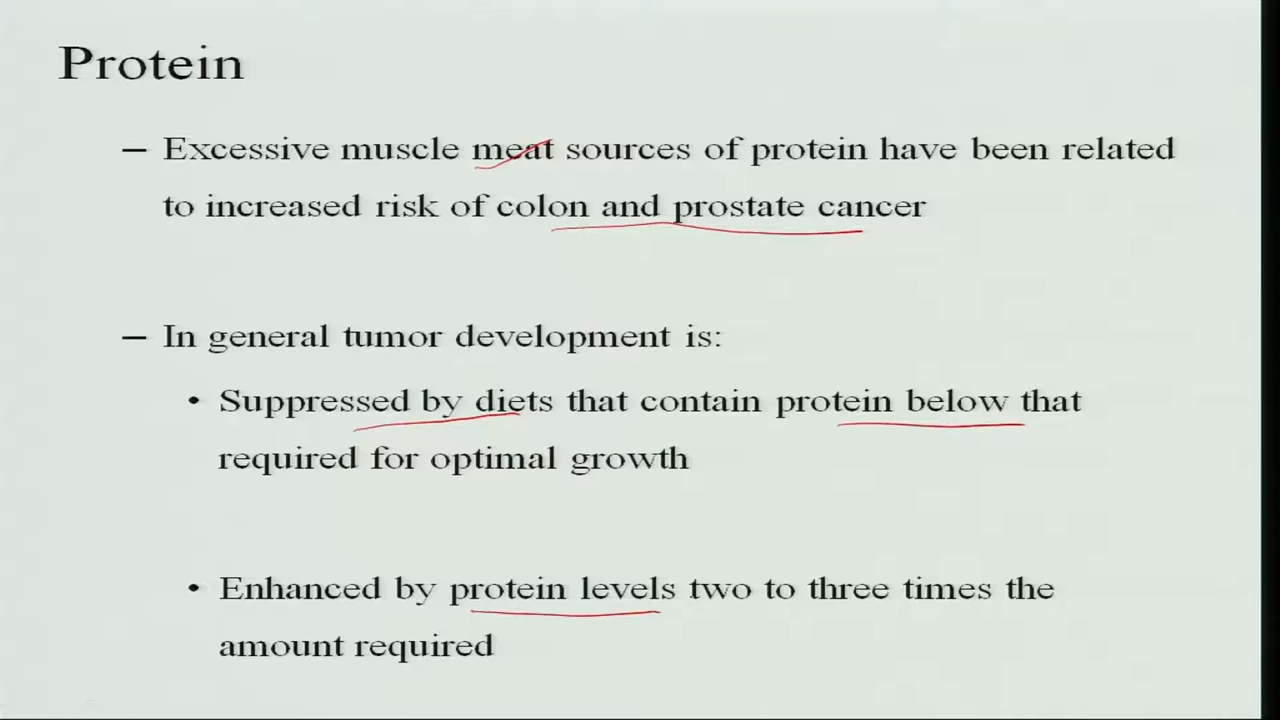 Protein
– Excessive muscle meat sources of protein have been related
to increased risk of colon and prostate cancer
– In general tumor development is:
• Suppressed by diets that contain protein below that
required for optimal growth
• Enhanced by protein levels two to three times the
amount required